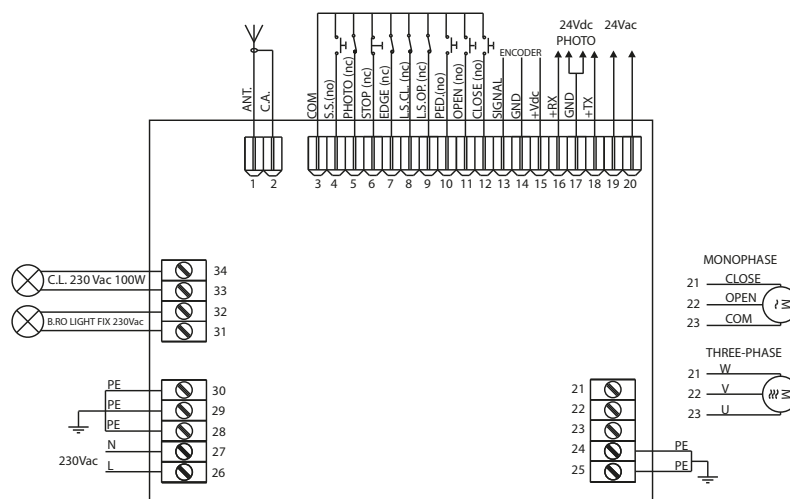 24Vdc
PHOTO
24Vac
ENCODER
ANT.
C.A.
COM
S.S.(no)
PHOTO (nc)
STOP (nc)
EDGE (nc)
L.S.CL. (nc)
L.S.OP. (nc)
PED.(no)
OPEN (no)
CLOSE (no)
SIGNAL
GND
+Vdc
+RX
GND
+TX
1 2 3 4 5 6 7 8 9 10 11 12 13 14 15 16 17 18 19 20
C.L. 230 Vac 100W
34
33
B.RO LIGHT FIX 230Vac
32
31
PE 30
PE 29
PE 28
N 27
230Vac
L 26
21
22
23
24 PE
25 PE
MONOPHASE
21 CLOSE
22 OPEN
23 COM
M
~
THREE-PHASE
21 W
22 V
23 U
M